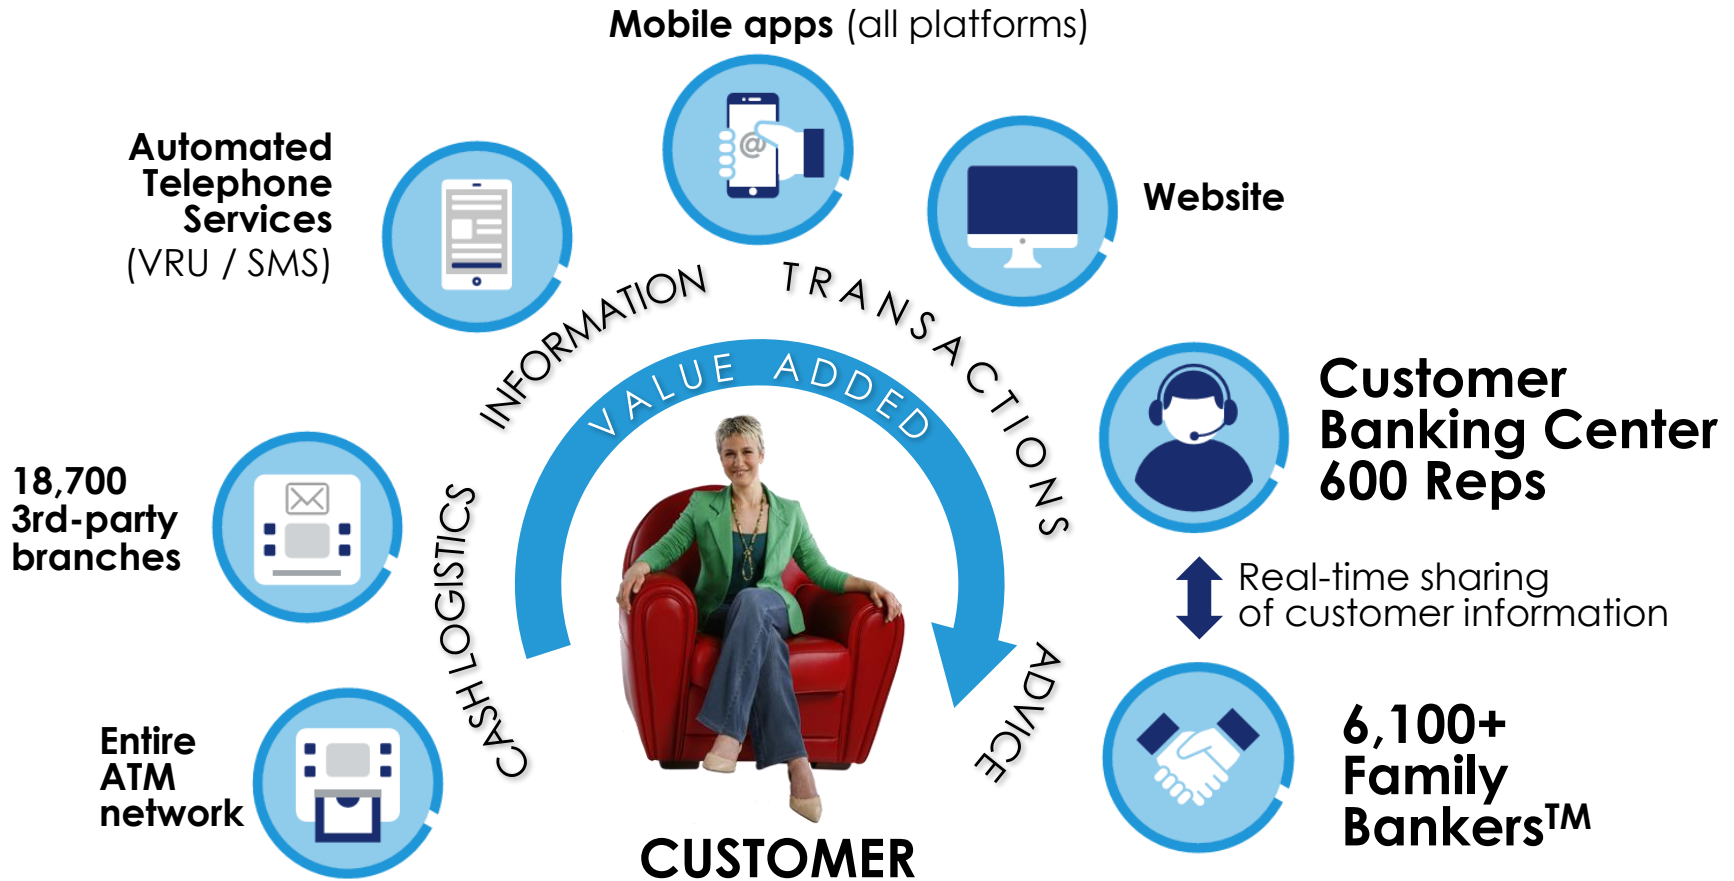 Mobile apps (all platforms)
Automated
Telephone
Services
(VRU / SMS)
@
Website
INFORMATION
TRANSACTIONS
VALUE ADDED
Customer
Banking Center
600 Reps
18,700
3rd-party
branches
CASH LOGISTICS
Real-time sharing
of customer information
ADVICE
Entire
ATM
network
6,100+
Family
Bankers™
CUSTOMER